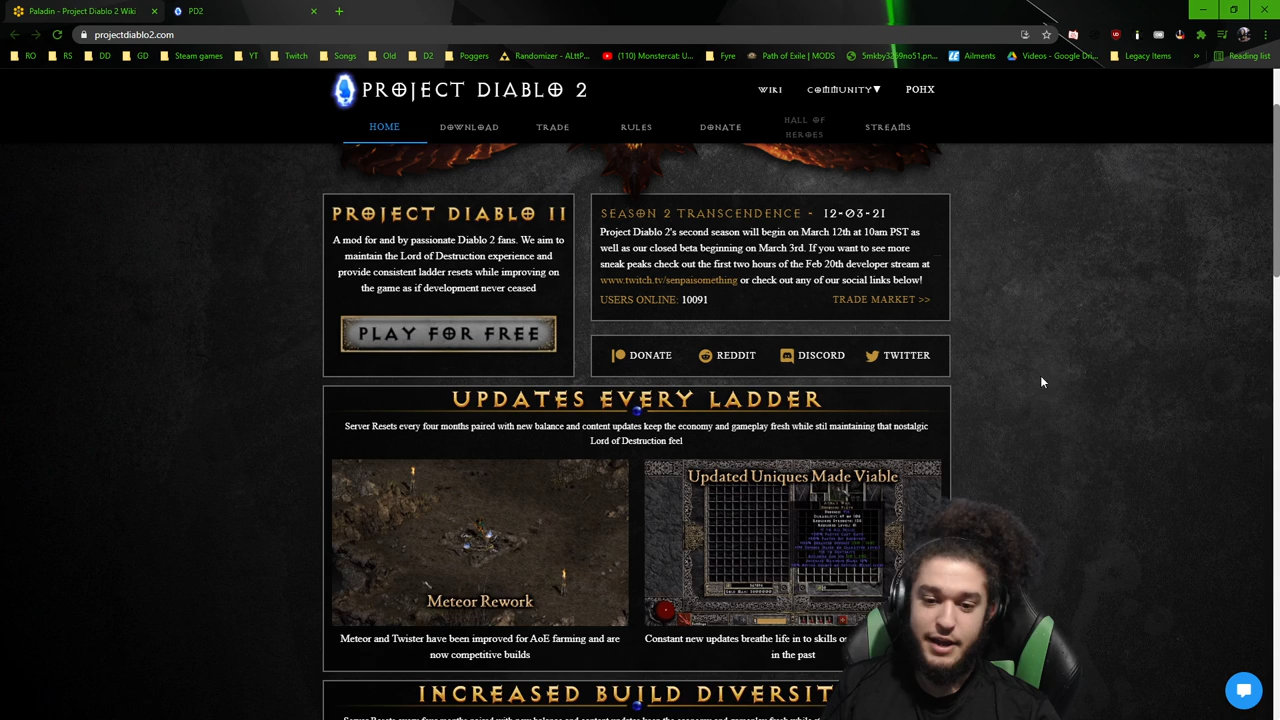 Paladin - Project Diablo 2 Wiki
PD2
projectdiablo2.com
RO
RS
DD
GD
Steam games
YT
Twitch
Songs
Old
D2
Poggers
Randomizer - ALttP...
(110) Monstercat: U...
Fyre
Path of Exile | MODS
Ailments
Videos - Google Dri...
Legacy Items
Reading list
PROJECT DIABLO 2
WIKI
COMMUNITY▼
POHX
HOME
DOWNLOAD
TRADE
RULES
DONATE
HALL OF
HEROES
STREAMS
PROJECT DIABLO II
A mod for and by passionate Diablo 2 fans. We aim to
maintain the Lord of Destruction experience and
provide consistent ladder resets while improving on
the game as if development never ceased
PLAY FOR FREE
SEASON 2 TRANSCENDENCE - 12-03-21
Project Diablo 2's second season will begin on March 12th at 10am PST as
well as our closed beta beginning on March 3rd. If you want to see more
sneak peaks check out the first two hours of the Feb 20th developer stream at
www.twitch.tv/senpaisomething or check out any of our social links below!
USERS ONLINE: 10091
TRADE MARKET >>
DONATE
REDDIT
DISCORD
TWITTER
UPDATES EVERY LADDER
Server Resets every four months paired with new balance and content updates keep the economy and gameplay fresh while stil maintaining that nostalgic
Lord of Destruction feel
Meteor Rework
Updated Uniques Made Viable
Meteor and Twister have been improved for AoE farming and are
now competitive builds
Constant new updates breathe life in to skills
in the past
INCREASED BUILD DIVERSIT